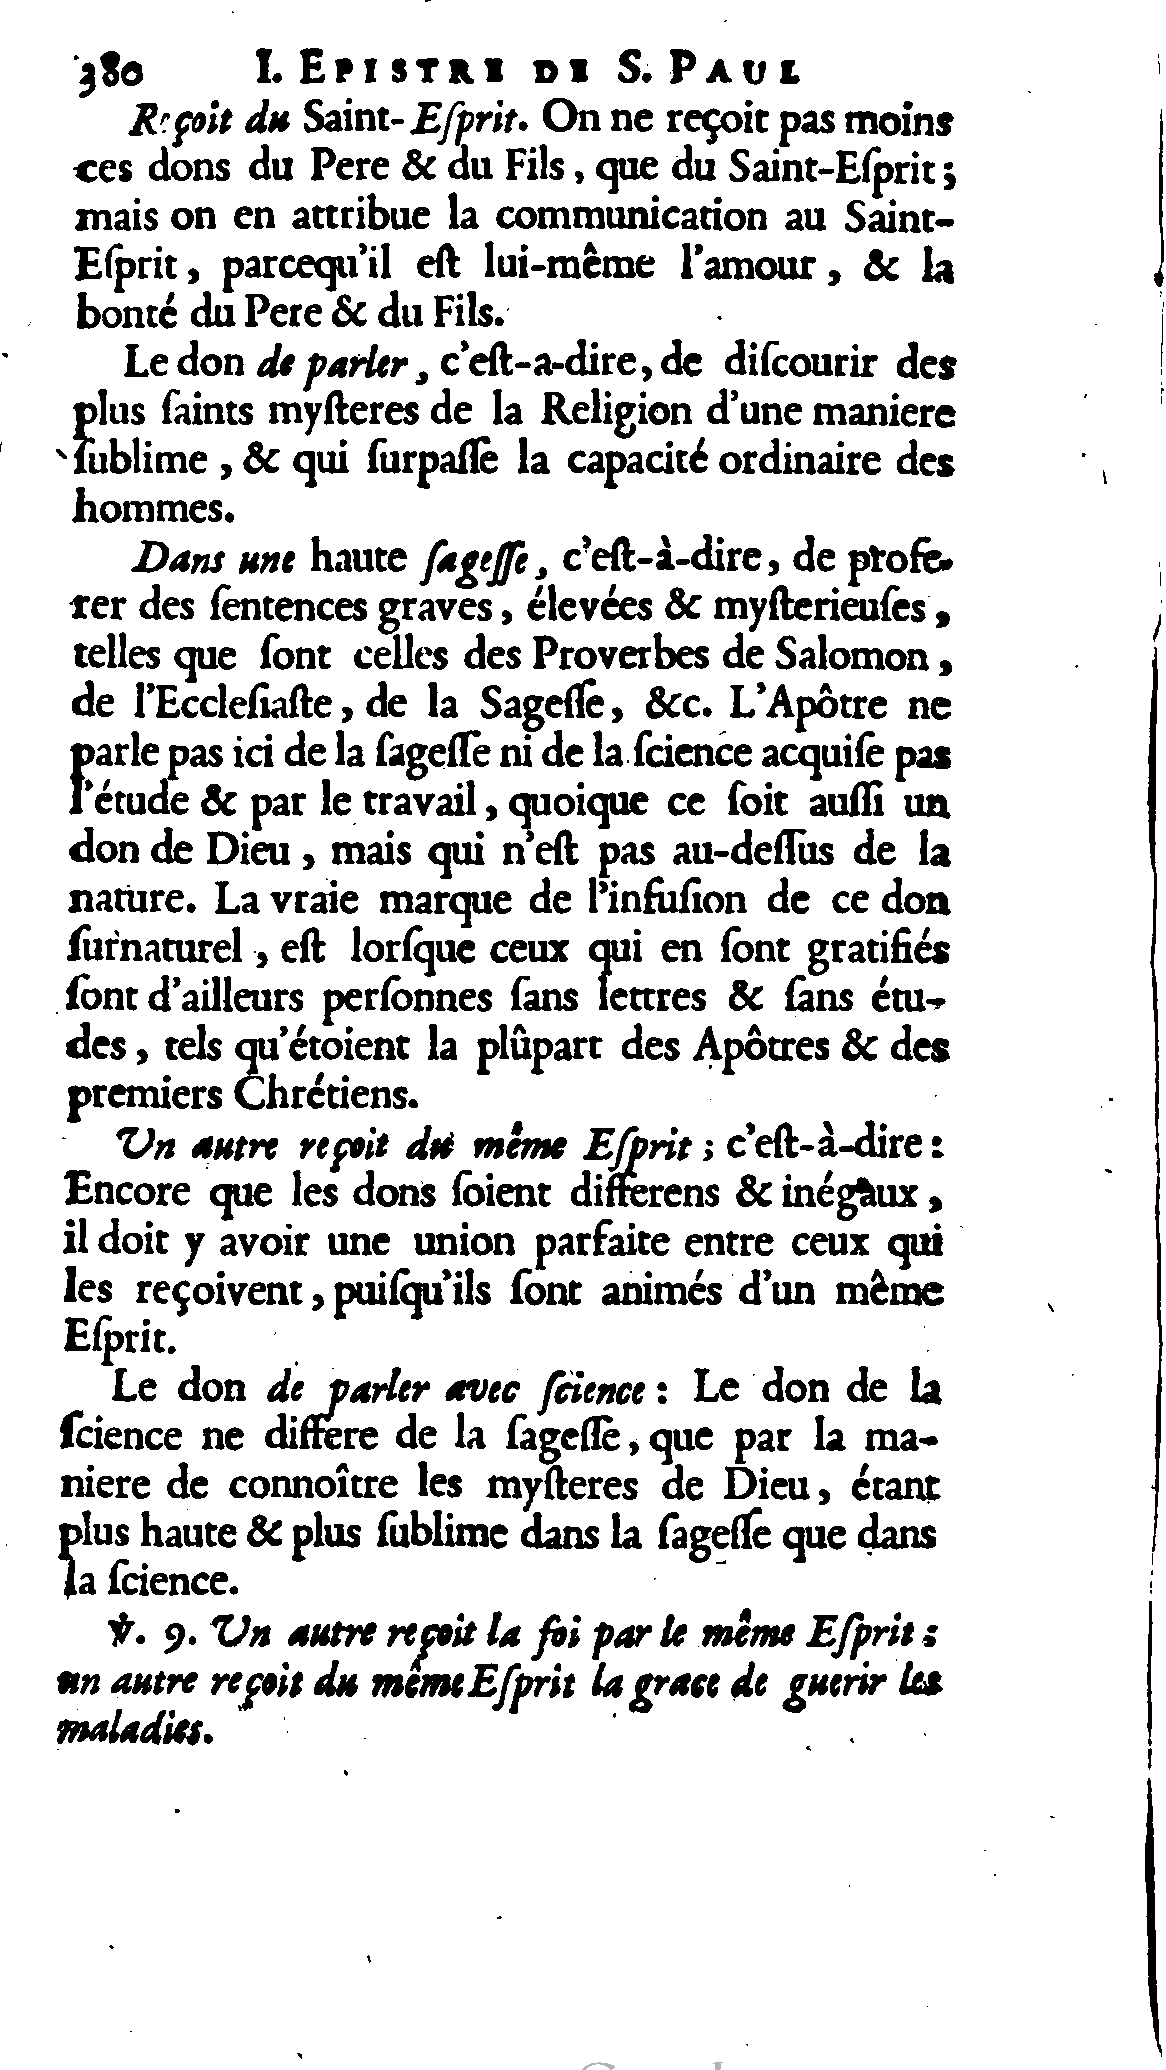 380 I. EPISTRE DE S. PAUL
Reçoit du Saint-Eſprit. On ne reçoit pas moins
ces dons du Pere & du Fils, que du Saint-Eſprit;
mais on en attribue la communication au Saint-
Eſprit, parcequ'il eſt lui-même l'amour, & la
bonté du Pere & du Fils.
Le don de parler, c'eſt-a-dire, de diſcourir des
plus ſaints myſteres de la Religion d'une maniere
ſublime, & qui ſurpaſſe la capacité ordinaire des
hommes.
Dans une haute ſageſſe, c'eſt-à-dire, de profe-
rer des ſentences graves, élevées & myſterieuſes,
telles que ſont celles des Proverbes de Salomon,
de l'Eccleſiaſte, de la Sageſſe, &c. L'Apôtre ne
parle pas ici de la ſageſſe ni de la ſcience acquiſe pas
l'étude & par le travail, quoique ce ſoit auſſi un
don de Dieu, mais qui n'eſt pas au-deſſus de la
nature. La vraie marque de l'infuſion de ce don
ſurnaturel, eſt lorſque ceux qui en ſont gratifiés
ſont d'ailleurs perſonnes ſans lettres & ſans étu-
des, tels qu'étoient la plûpart des Apôtres & des
premiers Chrétiens.
Un autre reçoit du même Eſprit; c'eſt-à-dire:
Encore que les dons ſoient differens & inégaux,
il doit y avoir une union parfaite entre ceux qui
les reçoivent, puiſqu'ils ſont animés d'un même
Eſprit.
Le don de parler avec ſcience: Le don de la
ſcience ne differe de la ſageſſe, que par la ma-
niere de connoître les myſteres de Dieu, étant
plus haute & plus ſublime dans la ſageſſe que dans
la ſcience.
℣. 9. Un autre reçoit la foi par le même Eſprit;
un autre reçoit du même Eſprit la grace de guerir les
maladies.